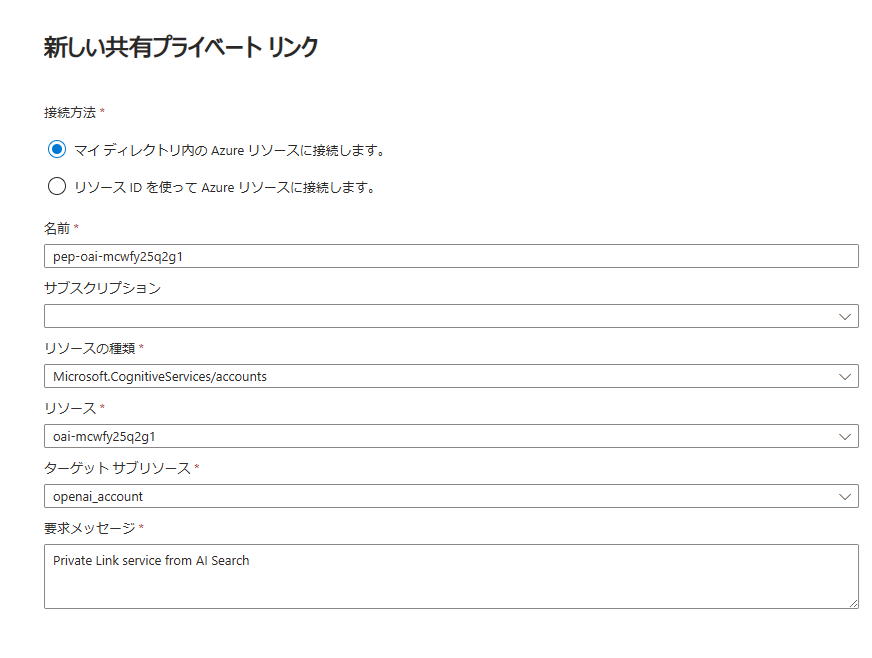 新しい共有プライベート リンク
接続方法 *
マイ ディレクトリ内の Azure リソースに接続します。
リソース ID を使って Azure リソースに接続します。
名前 *
pep-oai-mcwfy25q2g1
サブスクリプション
リソースの種類 *
Microsoft.CognitiveServices/accounts
リソース *
oai-mcwfy25q2g1
ターゲット サブリソース *
openai_account
要求メッセージ *
Private Link service from AI Search